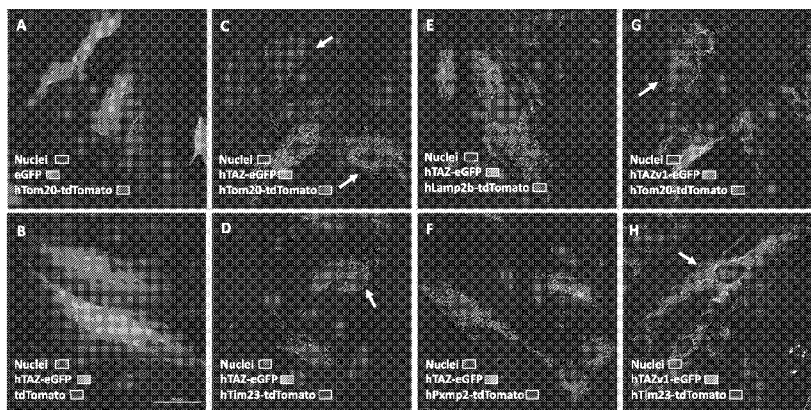 A
Nuclei
eGFP
hTom20-tdTomato
C
Nuclei
hTAZ-eGFP
hTom20-tdTomato
E
Nuclei
hTAZ-eGFP
hLamp2b-tdTomato
G
Nuclei
hTAZv1-eGFP
hTom20-tdTomato
B
Nuclei
hTAZ-eGFP
tdTomato
D
Nuclei
hTAZ-eGFP
hTim23-tdTomato
F
Nuclei
hTAZ-eGFP
hPxmp2-tdTomato
H
Nuclei
hTAZv1-eGFP
hTim23-tdTomato